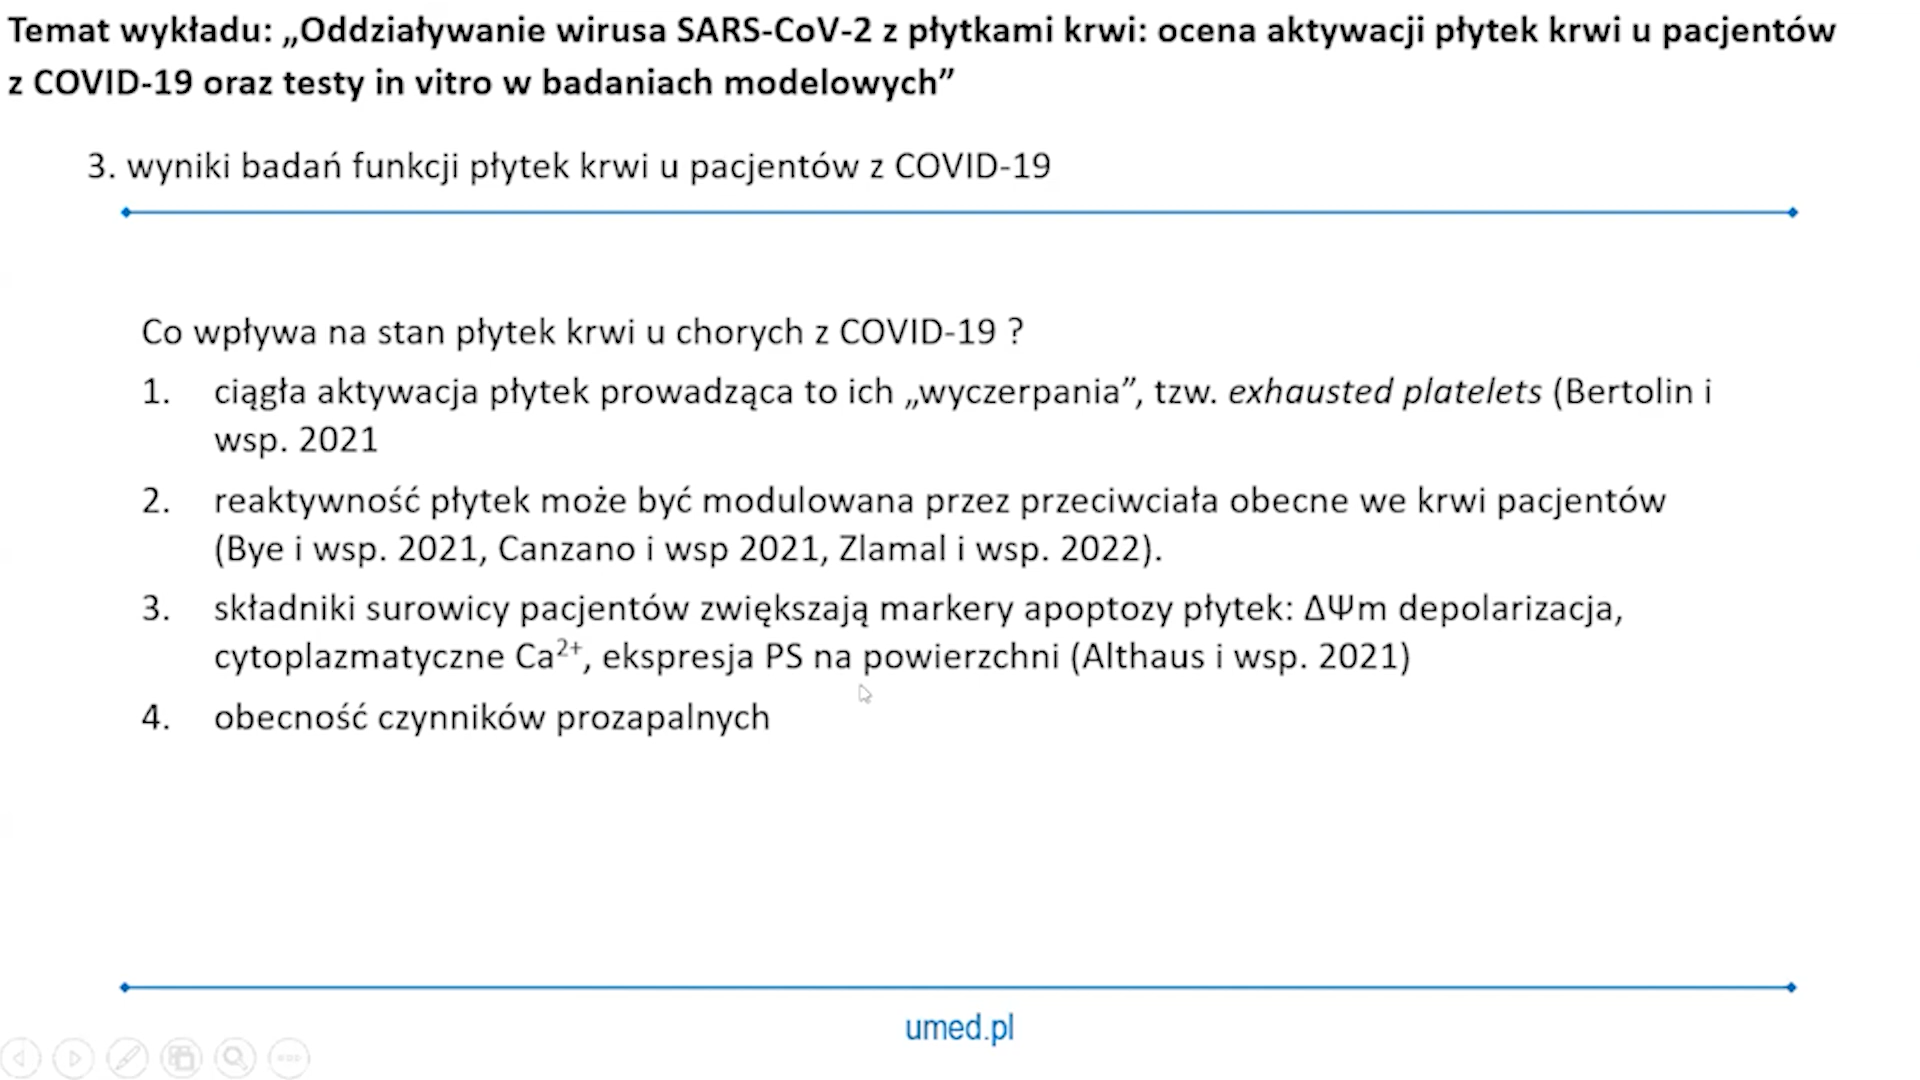 Temat wykładu: „Oddziaływanie wirusa SARS-CoV-2 z płytkami krwi: ocena aktywacji płytek krwi u pacjentów
z COVID-19 oraz testy in vitro w badaniach modelowych”
3. wyniki badań funkcji płytek krwi u pacjentów z COVID-19
Co wpływa na stan płytek krwi u chorych z COVID-19 ?
1. ciągła aktywacja płytek prowadząca to ich „wyczerpania”, tzw. exhausted platelets (Bertolin i
wsp. 2021
2. reaktywność płytek może być modulowana przez przeciwciała obecne we krwi pacjentów
(Bye i wsp. 2021, Canzano i wsp 2021, Zlamal i wsp. 2022).
3. składniki surowicy pacjentów zwiększają markery apoptozy płytek: ΔΨm depolarizacja,
cytoplazmatyczne Ca²⁺, ekspresja PS na powierzchni (Althaus i wsp. 2021)
4. obecność czynników prozapalnych
umed.pl